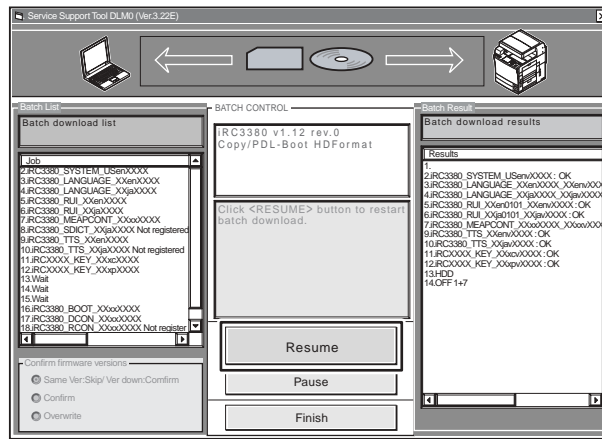 Service Support Tool DLM0 (Ver.3.22E)
Batch List
Batch download list
Job
2.iRC3380_SYSTEM_USenXXXX
3.iRC3380_LANGUAGE_XXenXXXX
4.iRC3380_LANGUAGE_XXjaXXXX
5.iRC3380_RUI_XXenXXXX
6.iRC3380_RUI_XXjaXXXX
7.iRC3380_MEAPCONT_XXxxXXXX
8.iRC3380_SDICT_XXjaXXXX Not registered
9.iRC3380_TTS_XXenXXXX
10.iRC3380_TTS_XXjaXXXX Not registered
11.iRCXXXX_KEY_XXxcXXXX
12.iRCXXXX_KEY_XXxpXXXX
13.Wait
14.Wait
15.Wait
16.iRC3380_BOOT_XXxxXXXX
17.iRC3380_DCON_XXxxXXXX
18.iRC3380_RCON_XXxxXXXX Not register
Confirm firmware versions
Same Ver:Skip/ Ver down:Comfirm
Confirm
Overwrite
BATCH CONTROL
iRC3380 v1.12 rev.0
Copy/PDL-Boot HDFormat
Click <RESUME> button to restart
batch download.
Resume
Pause
Finish
Batch Result
Batch download results
Results
1.
2.iRC3380_SYSTEM_USenvXXXX : OK
3.iRC3380_LANGUAGE_XXenXXXX_XXenvXXX
4.iRC3380_LANGUAGE_XXjaXXXX_XXjavXXX
5.iRC3380_RUI_XXen0101_XXenvXXXX : OK
6.iRC3380_RUI_XXja0101_XXjavXXXX : OK
7.iRC3380_MEAPCONT_XXxxXXXX_XXxxvXXX
9.iRC3380_TTS_XXenvXXXX : OK
10.iRC3380_TTS_XXjavXXXX : OK
11.iRCXXXX_KEY_XXxcvXXXX : OK
12.iRCXXXX_KEY_XXxpvXXXX : OK
13.HDD
14.OFF 1+7